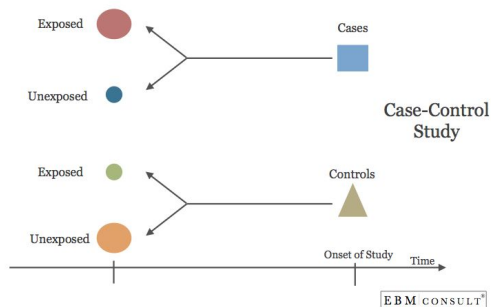 Exposed
Cases
Unexposed
Case-Control
Study
Exposed
Controls
Unexposed
Onset of Study
Time
EBM CONSULT®